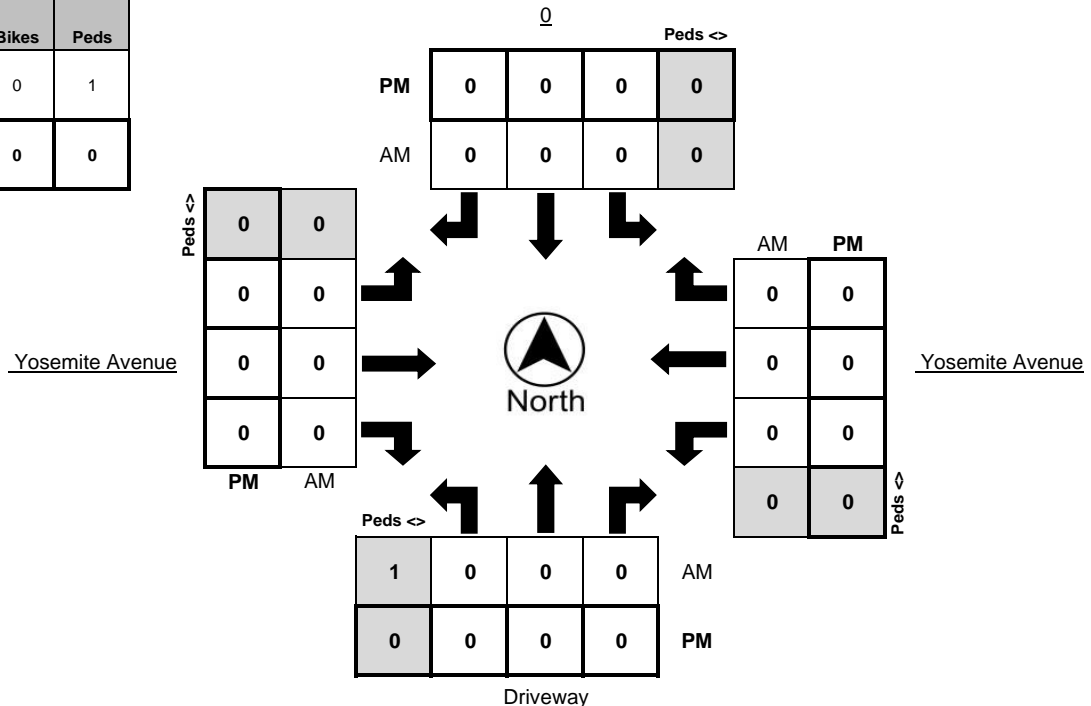 0
Bikes Peds
0 1
0 0
Peds <>
PM 0 0 0 0
AM 0 0 0 0
Peds <>
0 0
0 0
0 0
0 0
PM AM
Yosemite Avenue
North
AM PM
0 0
0 0
0 0
0 0
Peds <>
Yosemite Avenue
Peds <>
1 0 0 0 AM
0 0 0 0 PM
Driveway